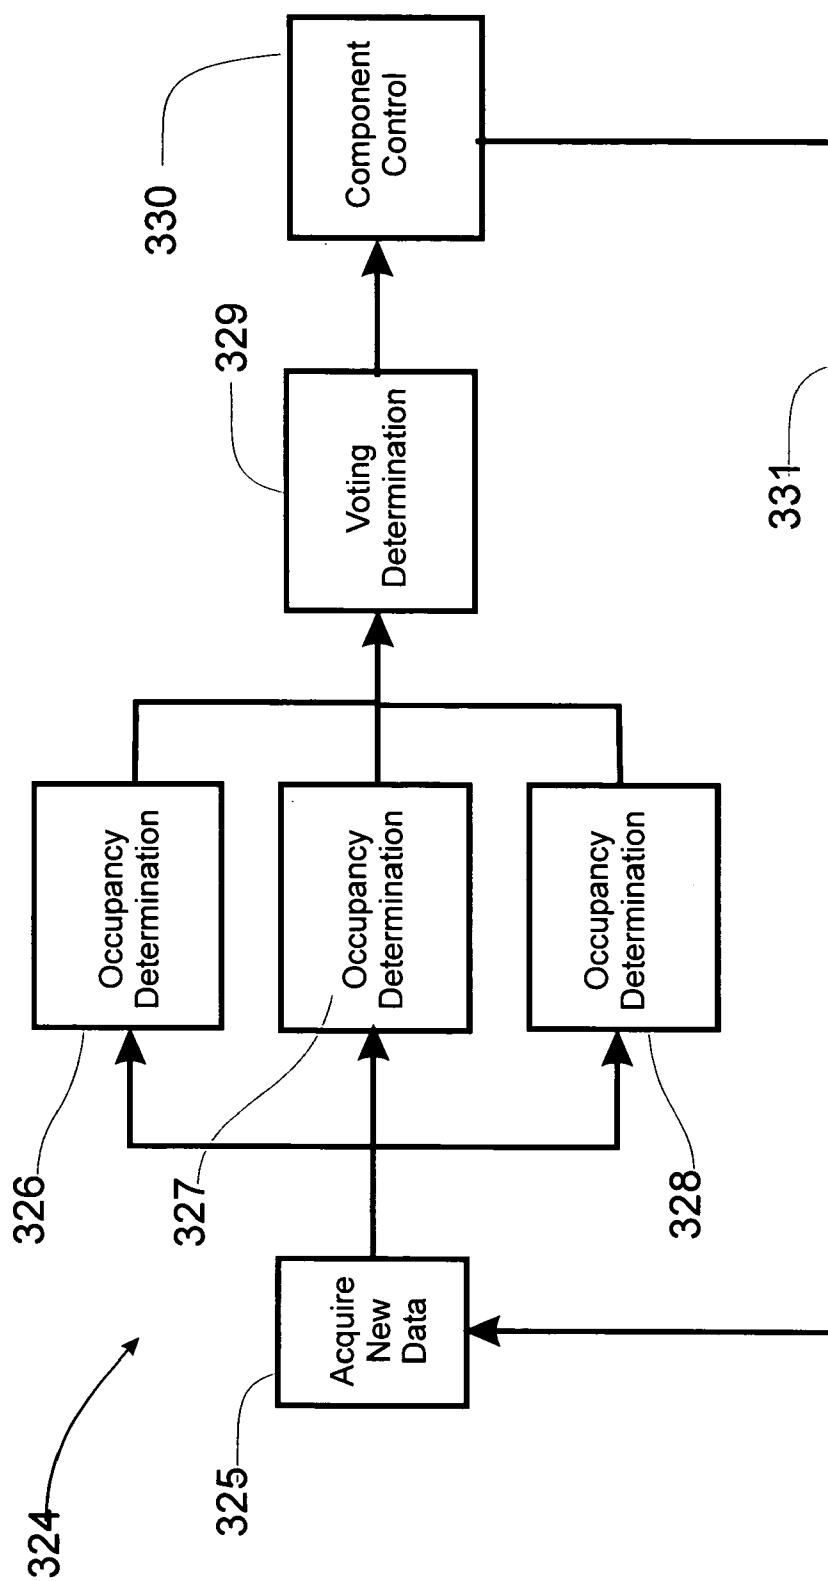 324
325
Acquire
New
Data
326
Occupancy
Determination
327
Occupancy
Determination
328
Occupancy
Determination
329
Voting
Determination
330
Component
Control
331